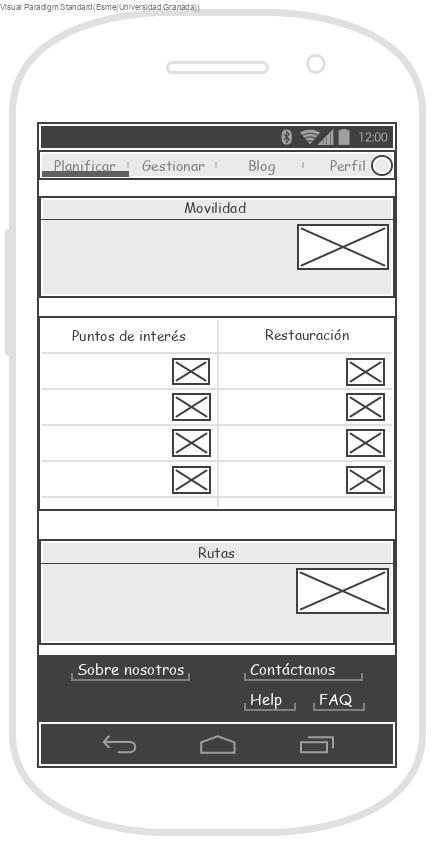 Visual Paradigm Standard(Esme(Universidad Granada))
12:00
Planificar Gestionar Blog Perfil
Movilidad
Puntos de interés Restauración
Rutas
Sobre nosotros Contáctanos
Help FAQ